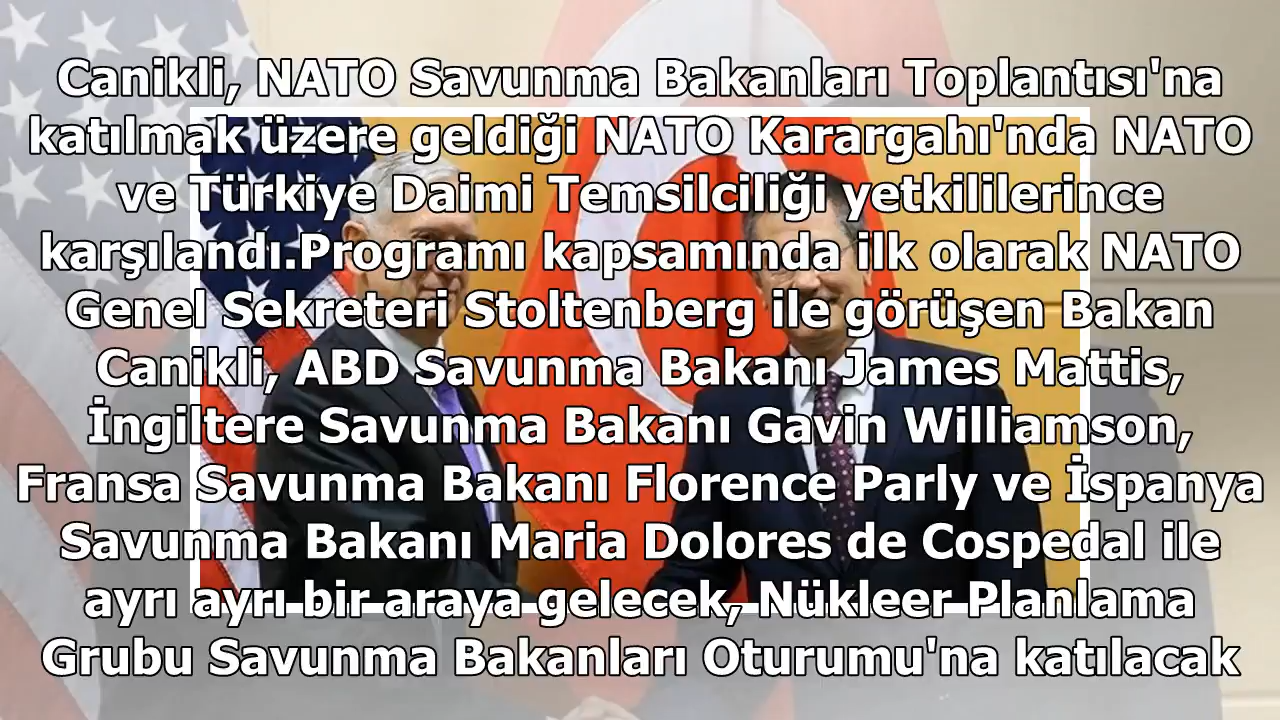 Canikli, NATO Savunma Bakanları Toplantısı'na
katılmak üzere geldiği NATO Karargahı'nda NATO
ve Türkiye Daimi Temsilciliği yetkililerince
karşılandı.Programı kapsamında ilk olarak NATO
Genel Sekreteri Stoltenberg ile görüşen Bakan
Canikli, ABD Savunma Bakanı James Mattis,
İngiltere Savunma Bakanı Gavin Williamson,
Fransa Savunma Bakanı Florence Parly ve İspanya
Savunma Bakanı Maria Dolores de Cospedal ile
ayrı ayrı bir araya gelecek, Nükleer Planlama
Grubu Savunma Bakanları Oturumu'na katılacak